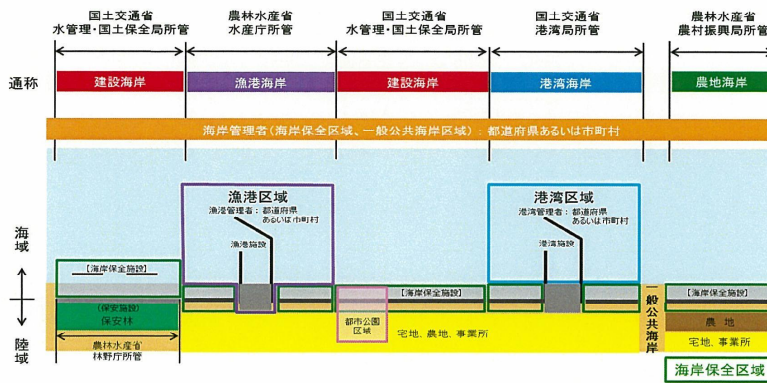 国土交通省
水管理・国土保全局所管
農林水産省
水産庁所管
国土交通省
水管理・国土保全局所管
国土交通省
港湾局所管
農林水産省
農村振興局所管
通称
建設海岸
漁港海岸
建設海岸
港湾海岸
農地海岸
海岸管理者(海岸保全区域、一般公共海岸区域):都道府県あるいは市町村
漁港区域
漁港管理者:都道府県
あるいは市町村
漁港施設
港湾区域
港湾管理者:都道府県
あるいは市町村
港湾施設
海域
陸域
【海岸保全施設】
(保安施設)
保安林
農林水産省
林野庁所管
【海岸保全施設】
都市公園
区域
宅地、農地、事業所
一般公共海岸
【海岸保全施設】
農 地
宅地、事業所
海岸保全区域